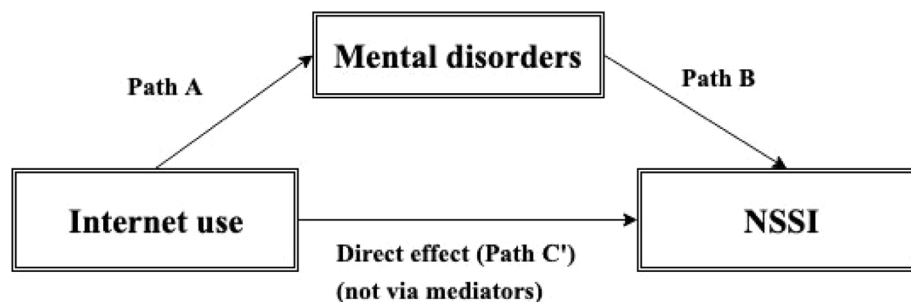 Mental disorders
Path A
Path B
Internet use
NSSI
Direct effect (Path C')
(not via mediators)